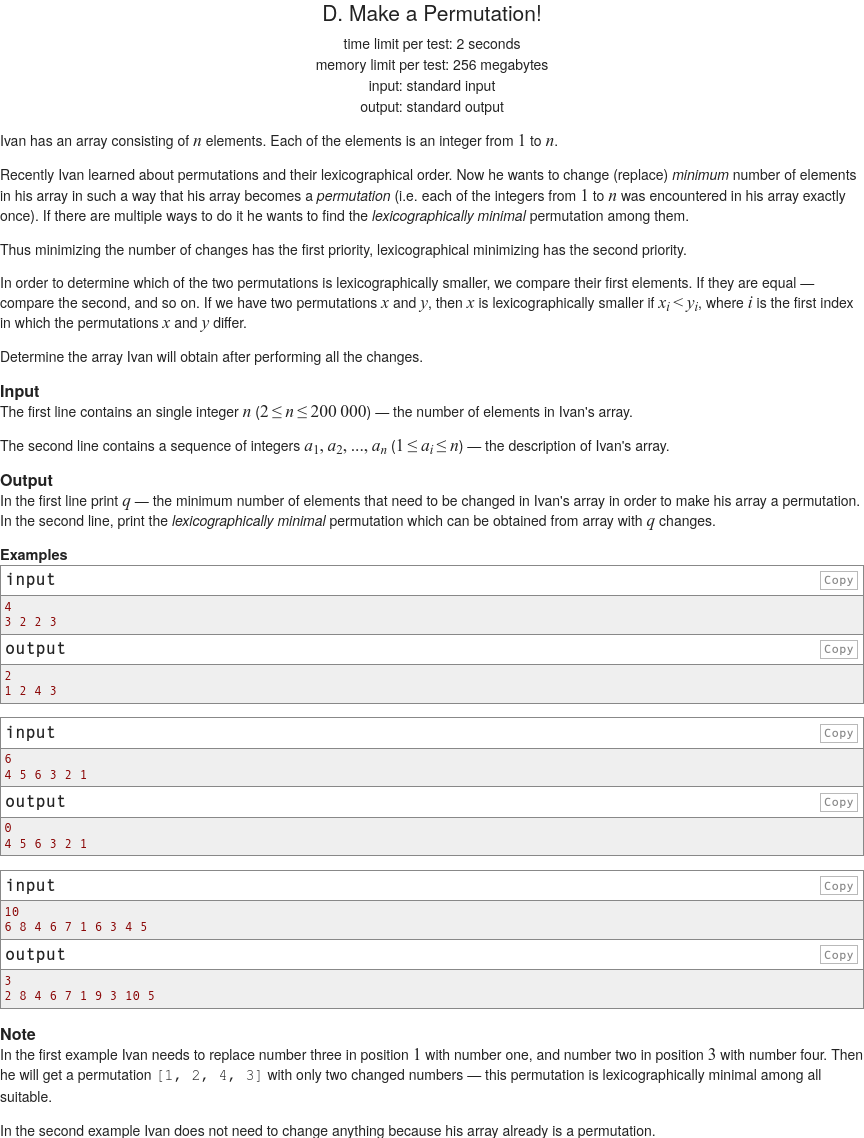 D. Make a Permutation!
time limit per test: 2 seconds
memory limit per test: 256 megabytes
input: standard input
output: standard output
Ivan has an array consisting of n elements. Each of the elements is an integer from 1 to n.
Recently Ivan learned about permutations and their lexicographical order. Now he wants to change (replace) minimum number of elements
in his array in such a way that his array becomes a permutation (i.e. each of the integers from 1 to n was encountered in his array exactly
once). If there are multiple ways to do it he wants to find the lexicographically minimal permutation among them.
Thus minimizing the number of changes has the first priority, lexicographical minimizing has the second priority.
In order to determine which of the two permutations is lexicographically smaller, we compare their first elements. If they are equal —
compare the second, and so on. If we have two permutations x and y, then x is lexicographically smaller if xᵢ < yᵢ, where i is the first index
in which the permutations x and y differ.
Determine the array Ivan will obtain after performing all the changes.
Input
The first line contains an single integer n (2 ≤ n ≤ 200 000) — the number of elements in Ivan's array.
The second line contains a sequence of integers a₁, a₂, ..., aₙ (1 ≤ aᵢ ≤ n) — the description of Ivan's array.
Output
In the first line print q — the minimum number of elements that need to be changed in Ivan's array in order to make his array a permutation.
In the second line, print the lexicographically minimal permutation which can be obtained from array with q changes.
Examples
input Copy
4
3 2 2 3
output Copy
2
1 2 4 3
input Copy
6
4 5 6 3 2 1
output Copy
0
4 5 6 3 2 1
input Copy
10
6 8 4 6 7 1 6 3 4 5
output Copy
3
2 8 4 6 7 1 9 3 10 5
Note
In the first example Ivan needs to replace number three in position 1 with number one, and number two in position 3 with number four. Then
he will get a permutation [1, 2, 4, 3] with only two changed numbers — this permutation is lexicographically minimal among all
suitable.
In the second example Ivan does not need to change anything because his array already is a permutation.